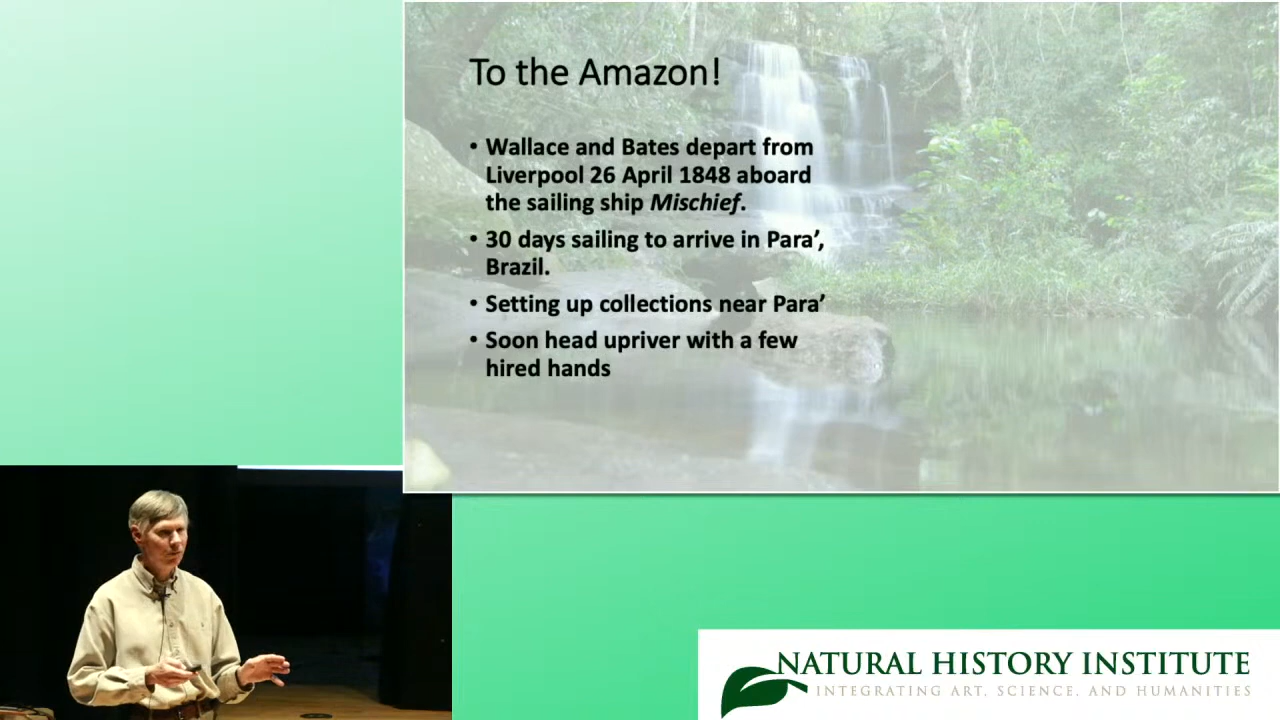 To the Amazon!
• Wallace and Bates depart from
Liverpool 26 April 1848 aboard
the sailing ship Mischief.
• 30 days sailing to arrive in Para’,
Brazil.
• Setting up collections near Para’
• Soon head upriver with a few
hired hands
NATURAL HISTORY INSTITUTE
INTEGRATING ART, SCIENCE, AND HUMANITIES